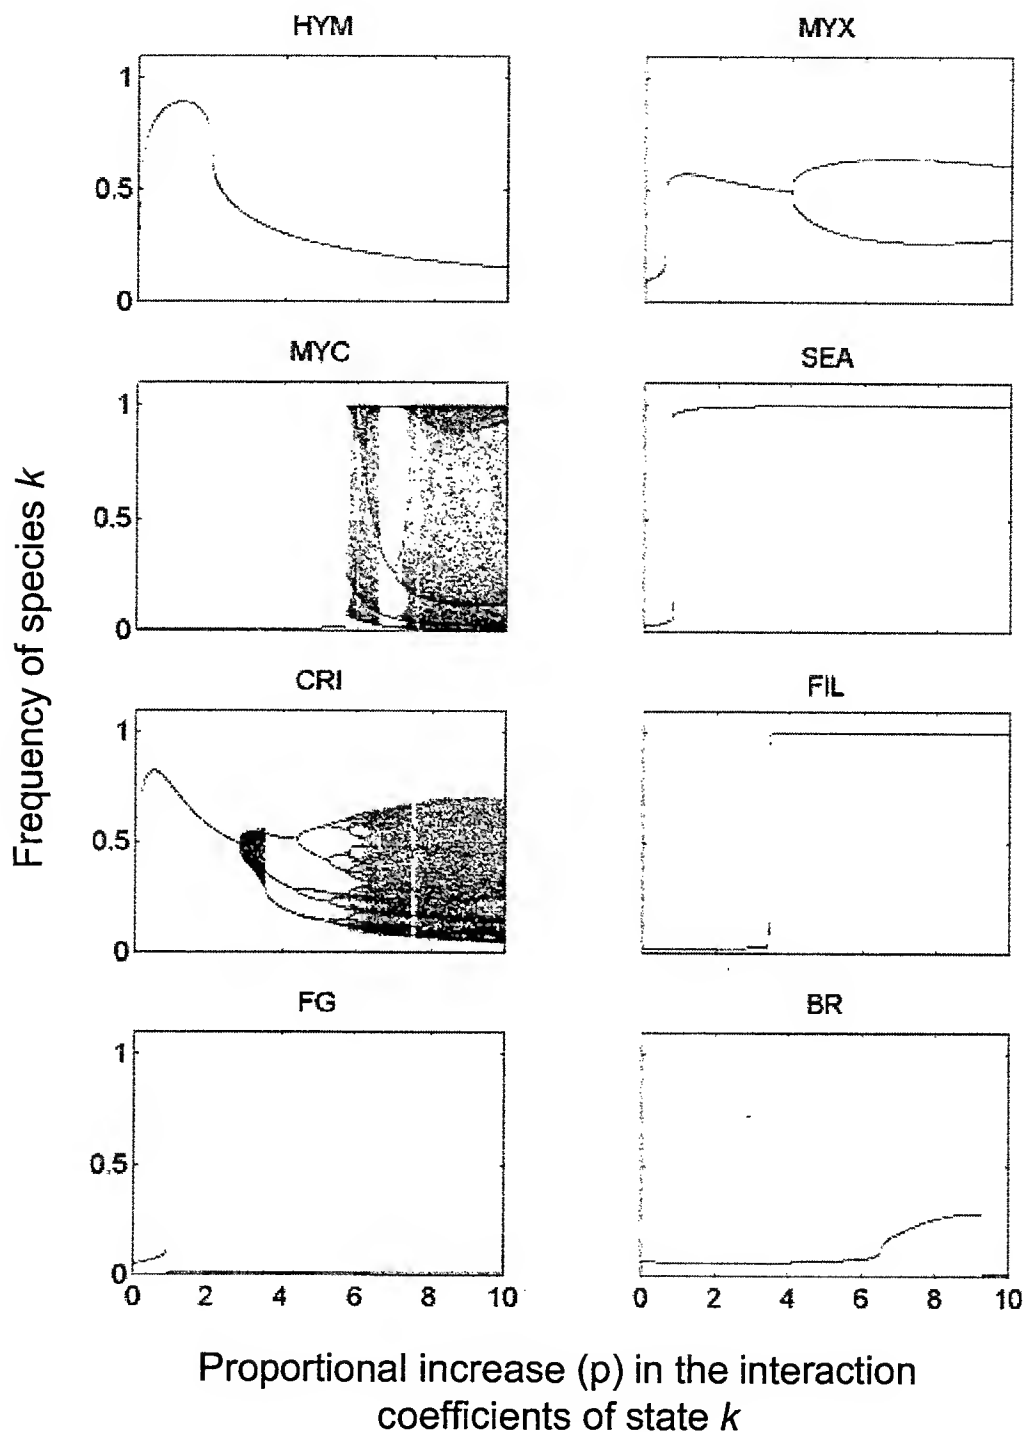 HYM
MYX
1
0.5
0
MYC
SEA
1
0.5
0
Frequency of species k
CRI
FIL
1
0.5
0
FG
BR
1
0.5
0
0 2 4 6 8 10
0 2 4 6 8 10
Proportional increase (p) in the interaction
coefficients of state k